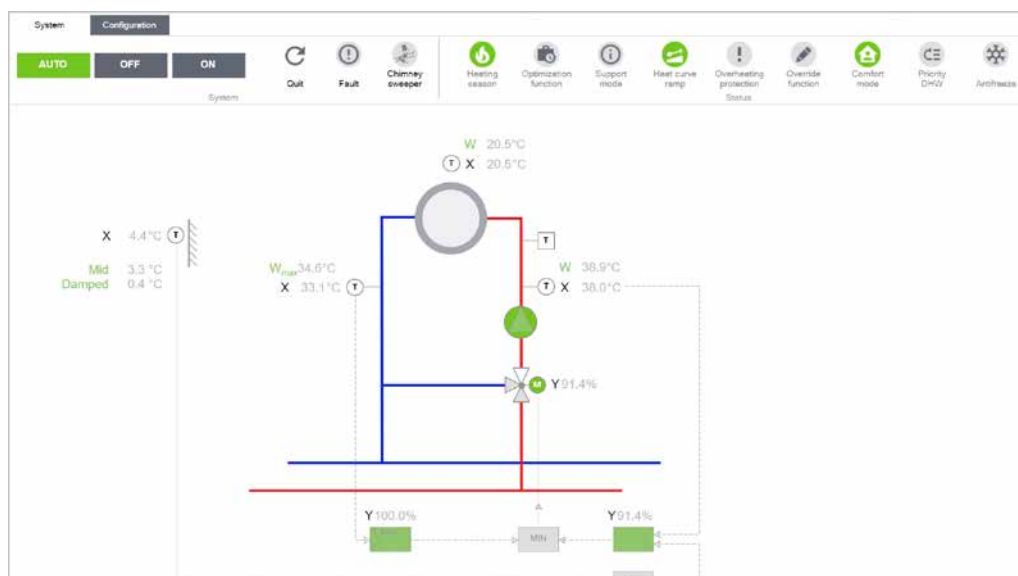 System Configuration
AUTO OFF ON
Quit Fault Chimney sweeper
Heating season Optimization function Support mode Heat curve ramp Overheating protection Override function Comfort mode Priority DHW Antifreeze
System Status
W 20.5°C
T X 20.5°C
X 4.4°C T
T
Mid 3.3 °C
Damped 0.4 °C
Wmax 34.6°C
X 33.1°C T
W 38.9°C
T X 38.0°C
M Y 91.4%
Y 100.0%
Y 91.4%
MIN